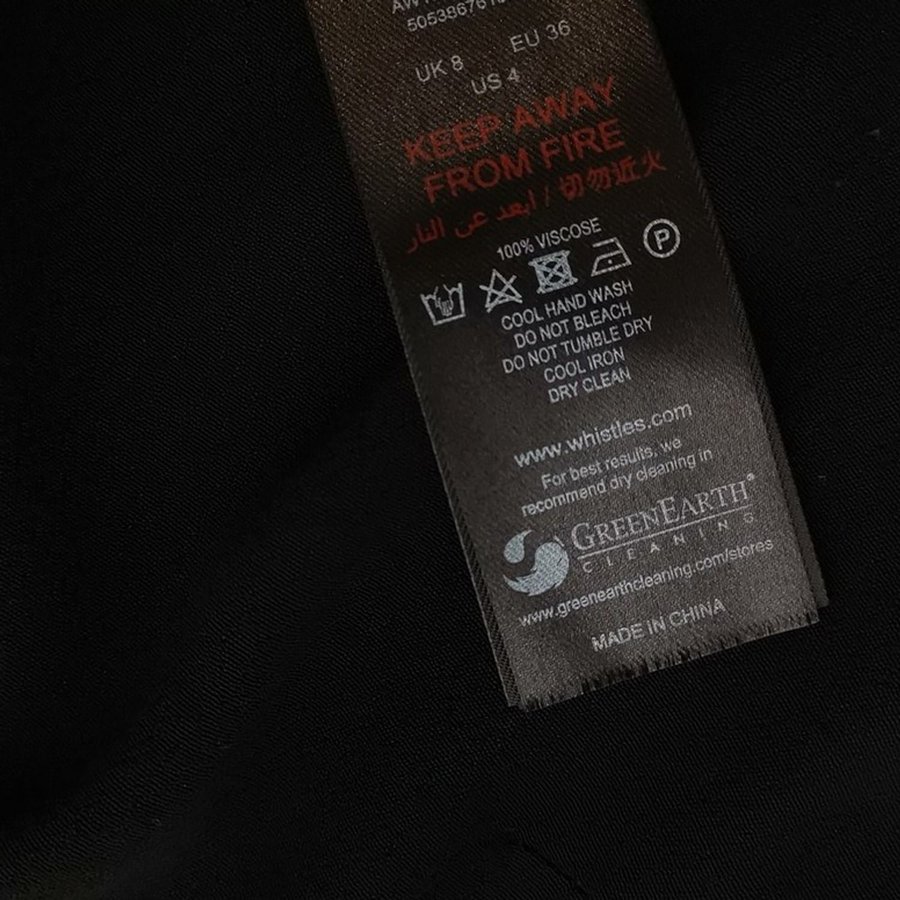 UK 8 EU 36
US 4
KEEP AWAY
FROM FIRE
ابعد عن النار / 切勿近火
100% VISCOSE
P
COOL HAND WASH
DO NOT BLEACH
DO NOT TUMBLE DRY
COOL IRON
DRY CLEAN
www.whistles.com
For best results, we
recommend dry cleaning in
GREENEARTH®
CLEANING
www.greenearthcleaning.com/stores
MADE IN CHINA